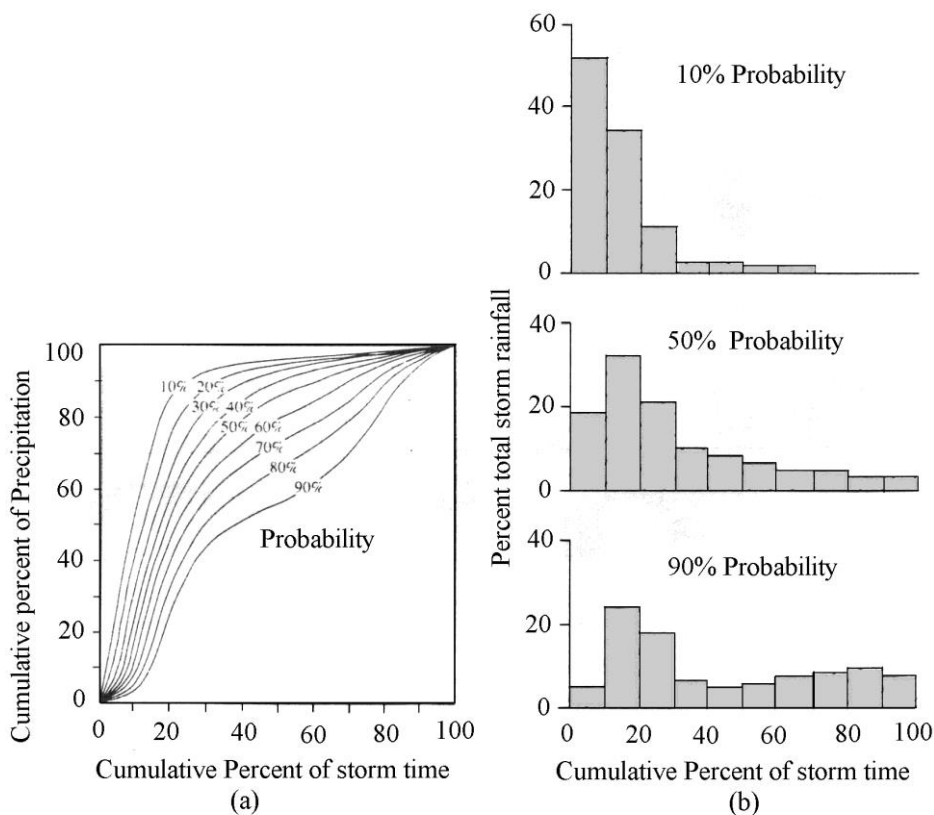 100
80
60
40
20
0
0 20 40 60 80 100
10% 20%
30% 40%
50% 60%
70%
80%
90%
Probability
Cumulative percent of Precipitation
Cumulative Percent of storm time
(a)
60
40
20
0
10% Probability
40
20
0
50% Probability
40
20
0
90% Probability
Percent total storm rainfall
0 20 40 60 80 100
Cumulative Percent of storm time
(b)